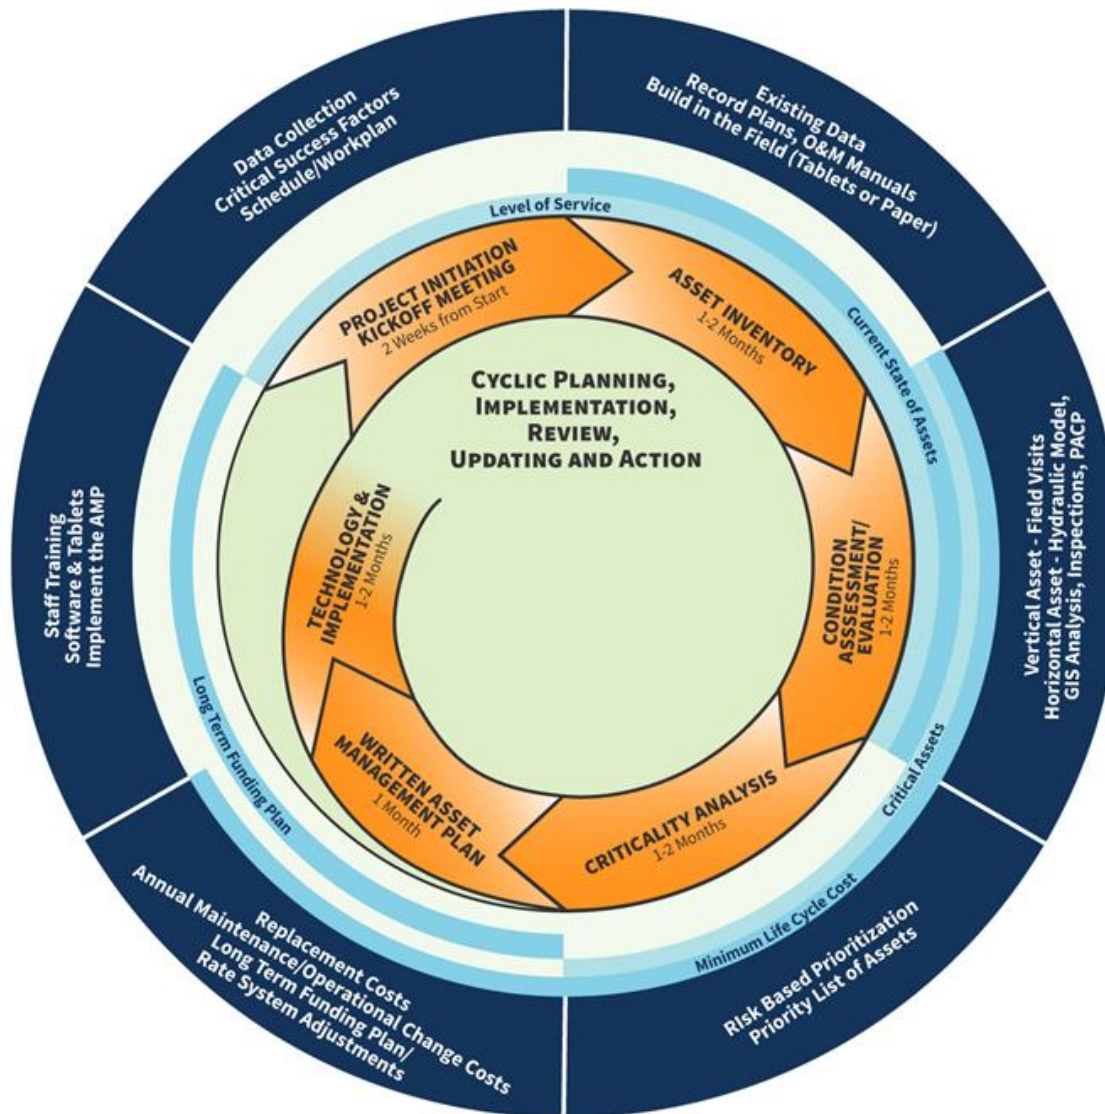 Data Collection
Critical Success Factors
Schedule/Workplan
Existing Data
Record Plans, O&M Manuals
Build in the Field (Tablets or Paper)
Vertical Asset - Field Visits
Horizontal Asset - Hydraulic Model,
GIS Analysis, Inspections, PACP
RIsk Based Prioritization
Priority List of Assets
Replacement Costs
Annual Maintenance/Operational Change Costs
Long Term Funding Plan/
Rate System Adjustments
Staff Training
Software & Tablets
Implement the AMP
Level of Service
Current State of Assets
Critical Assets
Minimum Life Cycle Cost
Long Term Funding Plan
PROJECT INITIATION
KICKOFF MEETING
2 Weeks from Start
ASSET INVENTORY
1-2 Months
CONDITION
ASSSESSMENT/
EVALUATION
1-2 Months
CRITICALITY ANALYSIS
1-2 Months
WRITTEN ASSET
MANAGEMENT PLAN
1 Month
TECHNOLOGY &
IMPLEMENTATION
1-2 Months
CYCLIC PLANNING,
IMPLEMENTATION,
REVIEW,
UPDATING AND ACTION